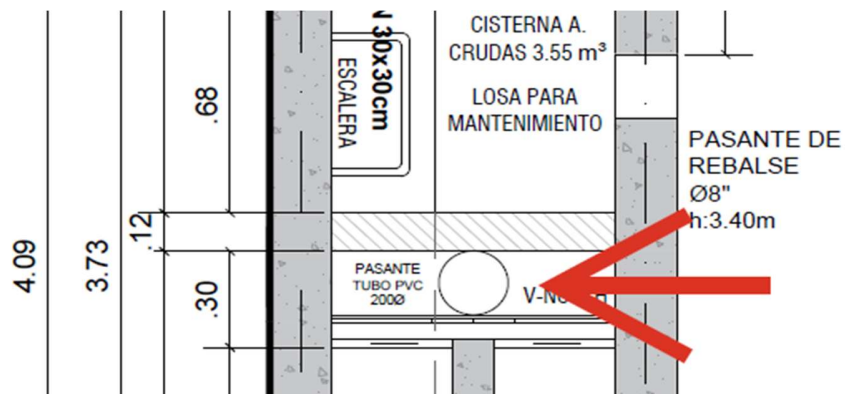 CISTERNA A.
CRUDAS 3.55 m³
N 30x30cm
ESCALERA
LOSA PARA
MANTENIMIENTO
PASANTE DE
REBALSE
Ø8"
h:3.40m
.68
.12
4.09
3.73
.30
PASANTE
TUBO PVC
200Ø